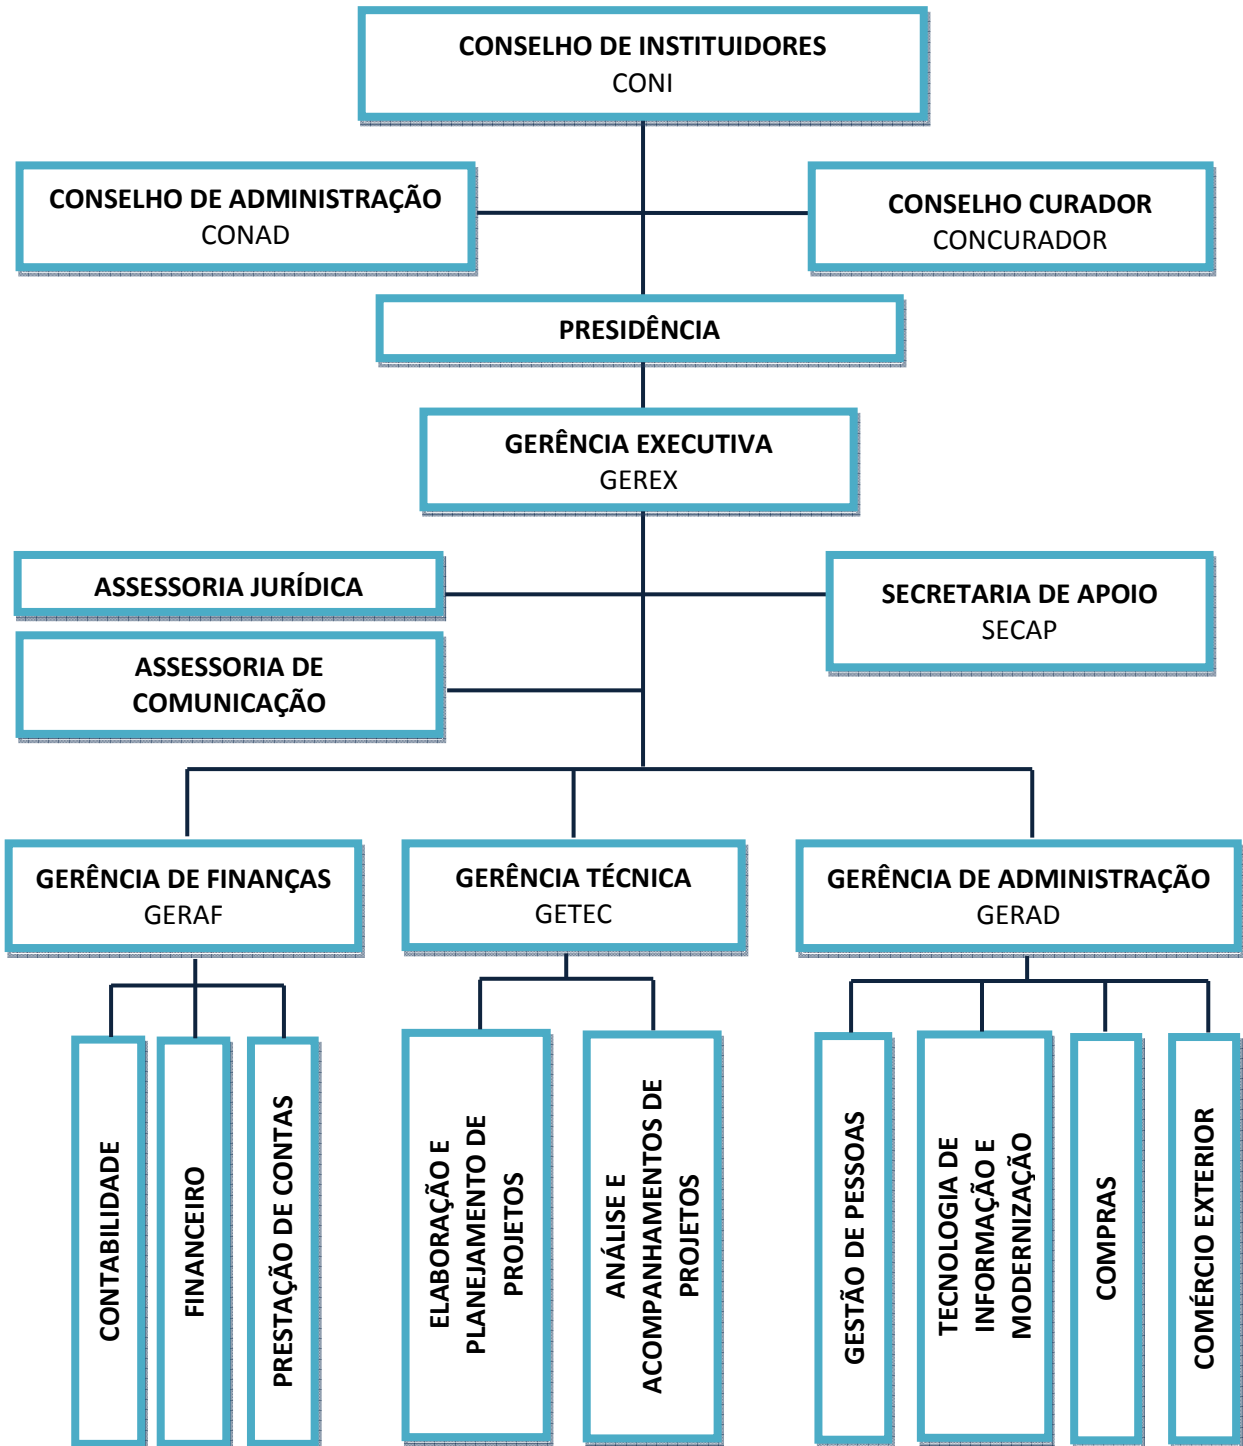 CONSELHO DE INSTITUIDORES
CONI
CONSELHO DE ADMINISTRAÇÃO
CONAD
CONSELHO CURADOR
CONCURADOR
PRESIDÊNCIA
GERÊNCIA EXECUTIVA
GEREX
ASSESSORIA JURÍDICA
SECRETARIA DE APOIO
SECAP
ASSESSORIA DE
COMUNICAÇÃO
GERÊNCIA DE FINANÇAS
GERAF
GERÊNCIA TÉCNICA
GETEC
GERÊNCIA DE ADMINISTRAÇÃO
GERAD
CONTABILIDADE
FINANCEIRO
PRESTAÇÃO DE CONTAS
ELABORAÇÃO E
PLANEJAMENTO DE
PROJETOS
ANÁLISE E
ACOMPANHAMENTOS DE
PROJETOS
GESTÃO DE PESSOAS
TECNOLOGIA DE
INFORMAÇÃO E
MODERNIZAÇÃO
COMPRAS
COMÉRCIO EXTERIOR